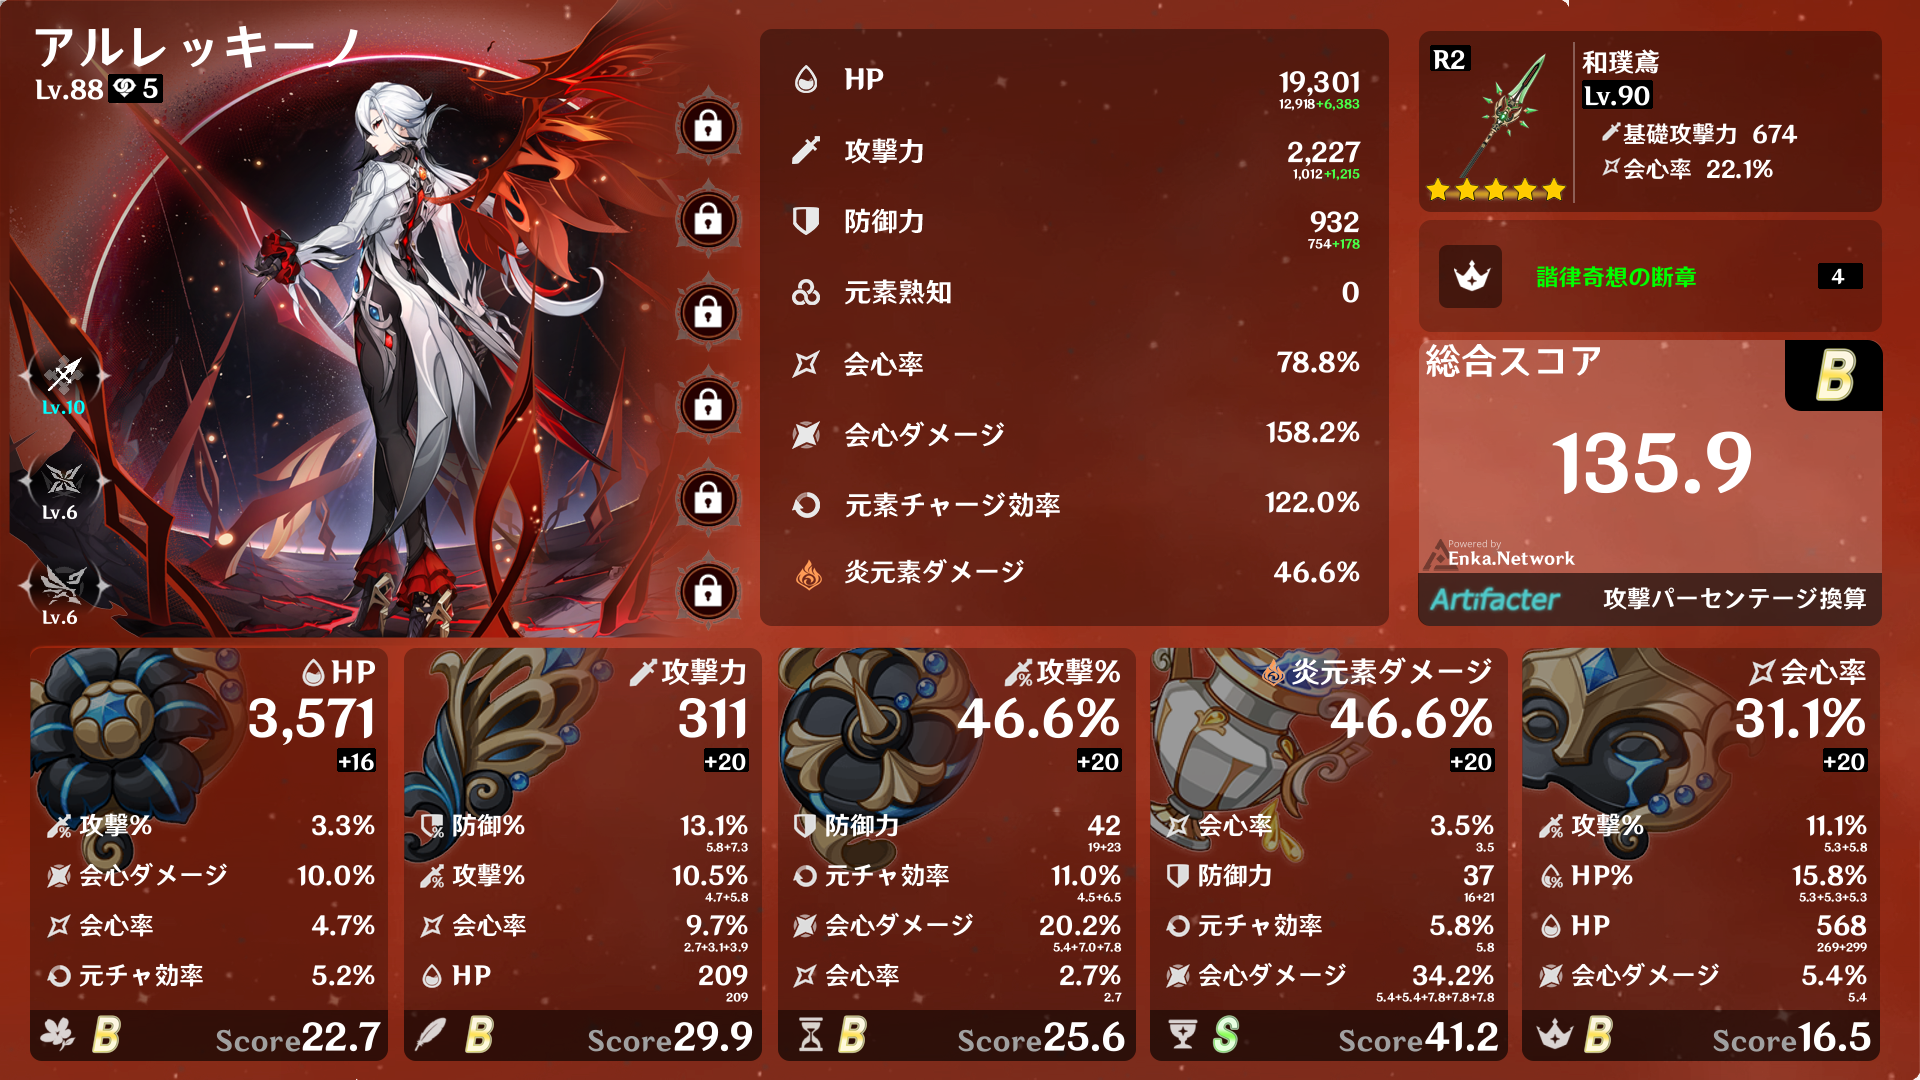 アルレッキーノ
Lv.88 5
Lv.10
Lv.6
Lv.6
HP 19,301
12,918+6,383
攻撃力 2,227
1,012+1,215
防御力 932
754+178
元素熟知 0
会心率 78.8%
会心ダメージ 158.2%
元素チャージ効率 122.0%
炎元素ダメージ 46.6%
R2
和璞鳶
Lv.90
基礎攻撃力 674
会心率 22.1%
諧律奇想の断章 4
総合スコア
B
135.9
Powered by
Enka.Network
Artifacter 攻撃パーセンテージ換算
HP
3,571
+16
攻撃% 3.3%
会心ダメージ 10.0%
会心率 4.7%
元チャ効率 5.2%
B Score22.7
攻撃力
311
+20
防御% 13.1%
5.8+7.3
攻撃% 10.5%
4.7+5.8
会心率 9.7%
2.7+3.1+3.9
HP 209
209
B Score29.9
攻撃%
46.6%
+20
防御力 42
19+23
元チャ効率 11.0%
4.5+6.5
会心ダメージ 20.2%
5.4+7.0+7.8
会心率 2.7%
2.7
B Score25.6
炎元素ダメージ
46.6%
+20
会心率 3.5%
3.5
防御力 37
16+21
元チャ効率 5.8%
5.8
会心ダメージ 34.2%
5.4+5.4+7.8+7.8+7.8
S Score41.2
会心率
31.1%
+20
攻撃% 11.1%
5.3+5.8
HP% 15.8%
5.3+5.3+5.3
HP 568
269+299
会心ダメージ 5.4%
5.4
B Score16.5